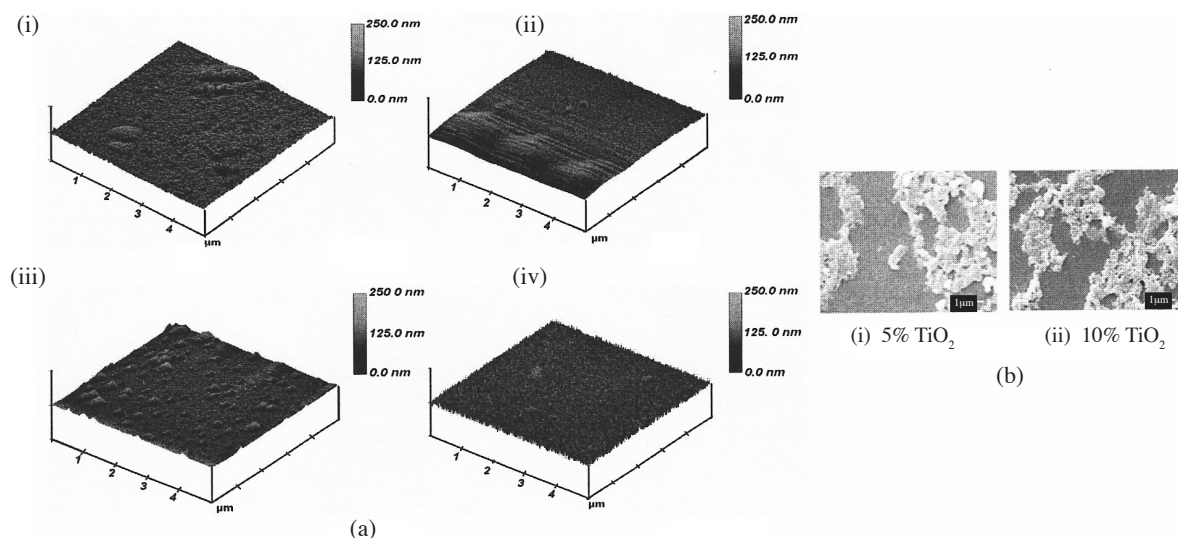 (i)
250.0 nm
125.0 nm
0.0 nm
1
2
3
4
µm
(ii)
250.0 nm
125.0 nm
0.0 nm
1
2
3
4
µm
(iii)
250.0 nm
125.0 nm
0.0 nm
1
2
3
4
µm
(iv)
250.0 nm
125. 0 nm
0.0 nm
1
2
3
4
µm
(a)
1µm
1µm
(i) 5% TiO₂
(ii) 10% TiO₂
(b)